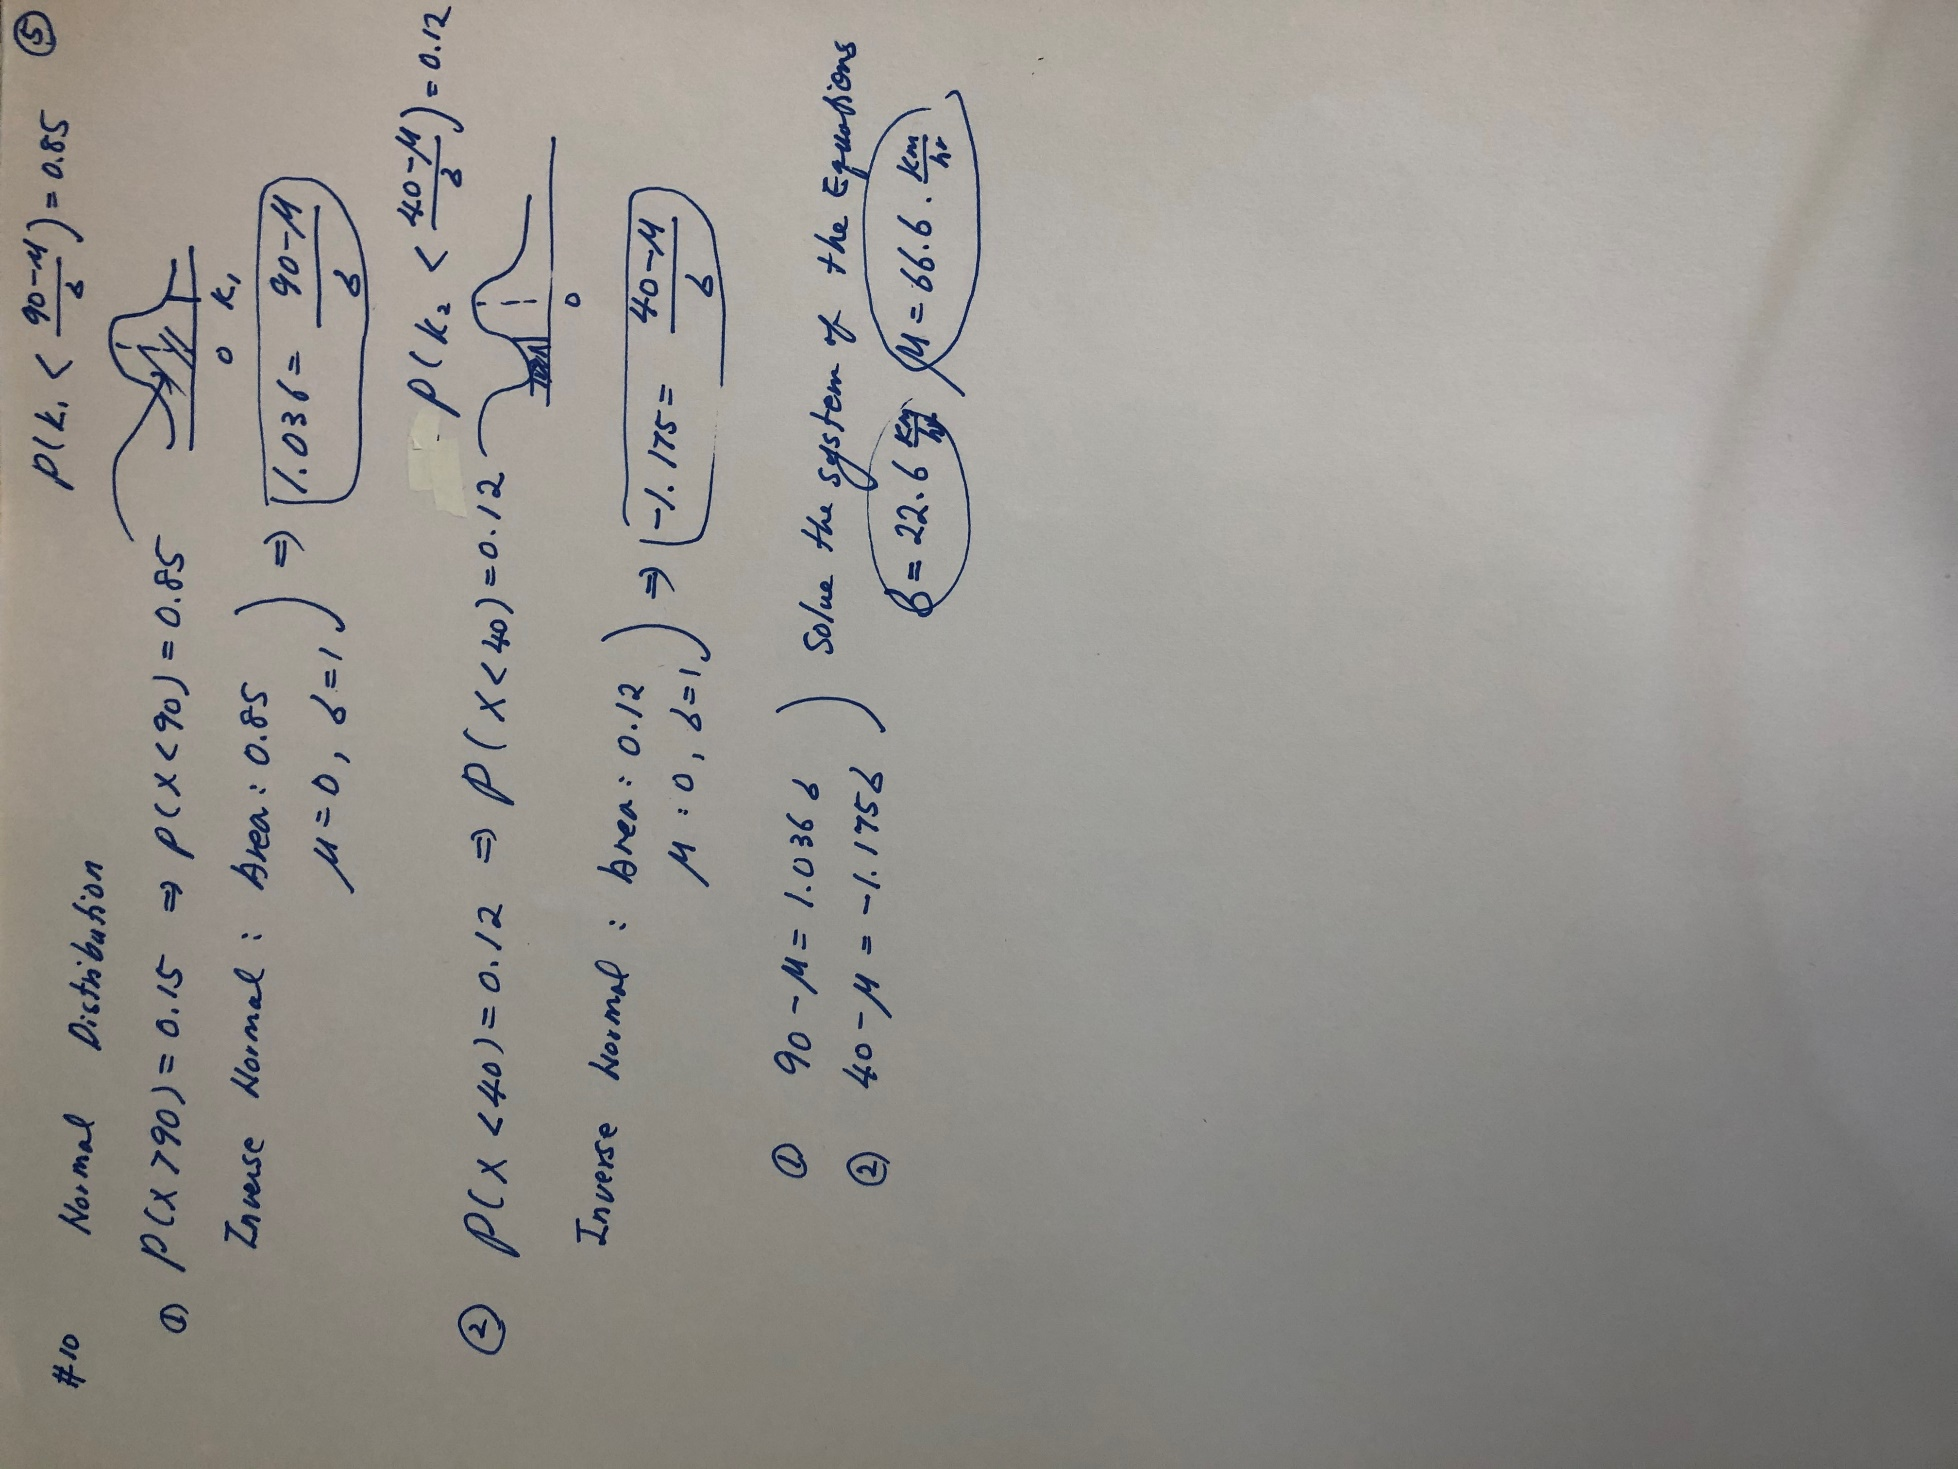 ⑤
#10 Normal Distribution
P(k₁ < (90-μ)/σ) = 0.85
① P(X>90) = 0.15 ⇒ P(X<90) = 0.85
0 k₁
Inverse Normal : Area: 0.85
μ=0, σ=1) ⇒ 1.036 = (90-μ)/σ
P(k₂ < (40-μ)/σ) = 0.12
② P(X<40) = 0.12 ⇒ P(X<40) = 0.12
0
Inverse Normal : Area: 0.12
μ:0, σ=1) ⇒ -1.175 = (40-μ)/σ
① 90-μ = 1.036σ
② 40-μ = -1.175σ ) Solve the system of the Equations
σ = 22.6 km/hr, μ = 66.6. km/hr